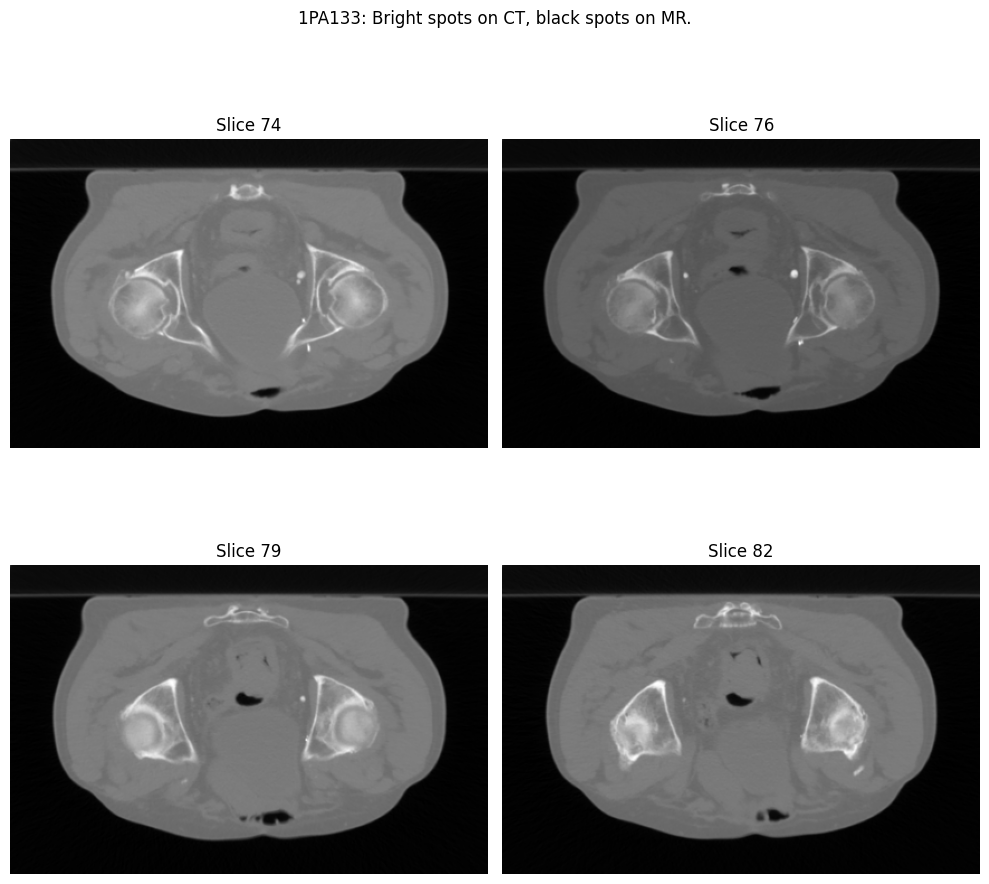 1PA133: Bright spots on CT, black spots on MR.
Slice 74
Slice 76
Slice 79
Slice 82